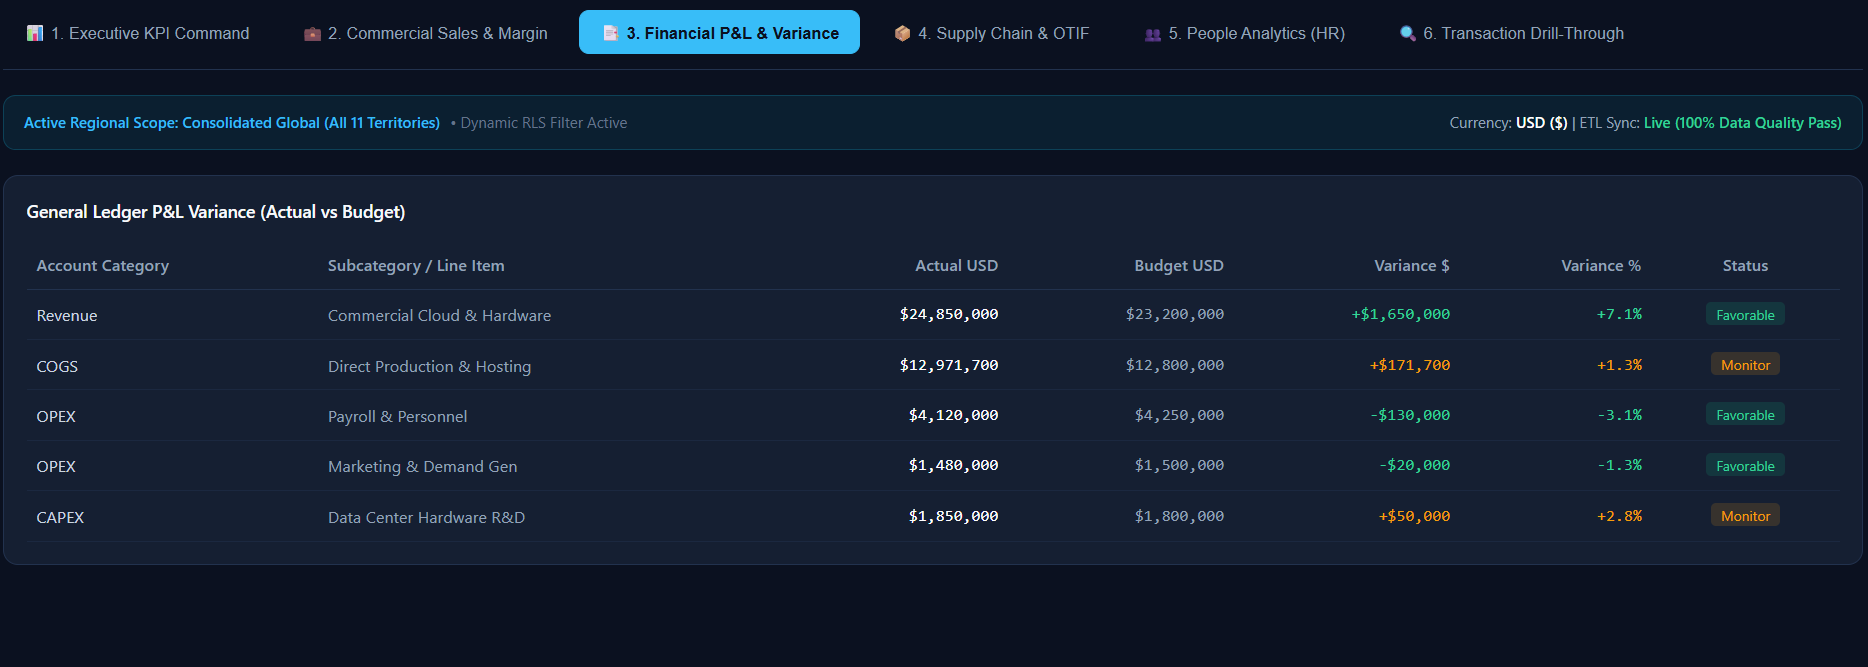 1. Executive KPI Command 2. Commercial Sales & Margin 3. Financial P&L & Variance 4. Supply Chain & OTIF 5. People Analytics (HR) 6. Transaction Drill-Through
Active Regional Scope: Consolidated Global (All 11 Territories) • Dynamic RLS Filter Active Currency: USD ($) | ETL Sync: Live (100% Data Quality Pass)
General Ledger P&L Variance (Actual vs Budget)
Account Category Subcategory / Line Item Actual USD Budget USD Variance $ Variance % Status
Revenue Commercial Cloud & Hardware $24,850,000 $23,200,000 +$1,650,000 +7.1% Favorable
COGS Direct Production & Hosting $12,971,700 $12,800,000 +$171,700 +1.3% Monitor
OPEX Payroll & Personnel $4,120,000 $4,250,000 -$130,000 -3.1% Favorable
OPEX Marketing & Demand Gen $1,480,000 $1,500,000 -$20,000 -1.3% Favorable
CAPEX Data Center Hardware R&D $1,850,000 $1,800,000 +$50,000 +2.8% Monitor